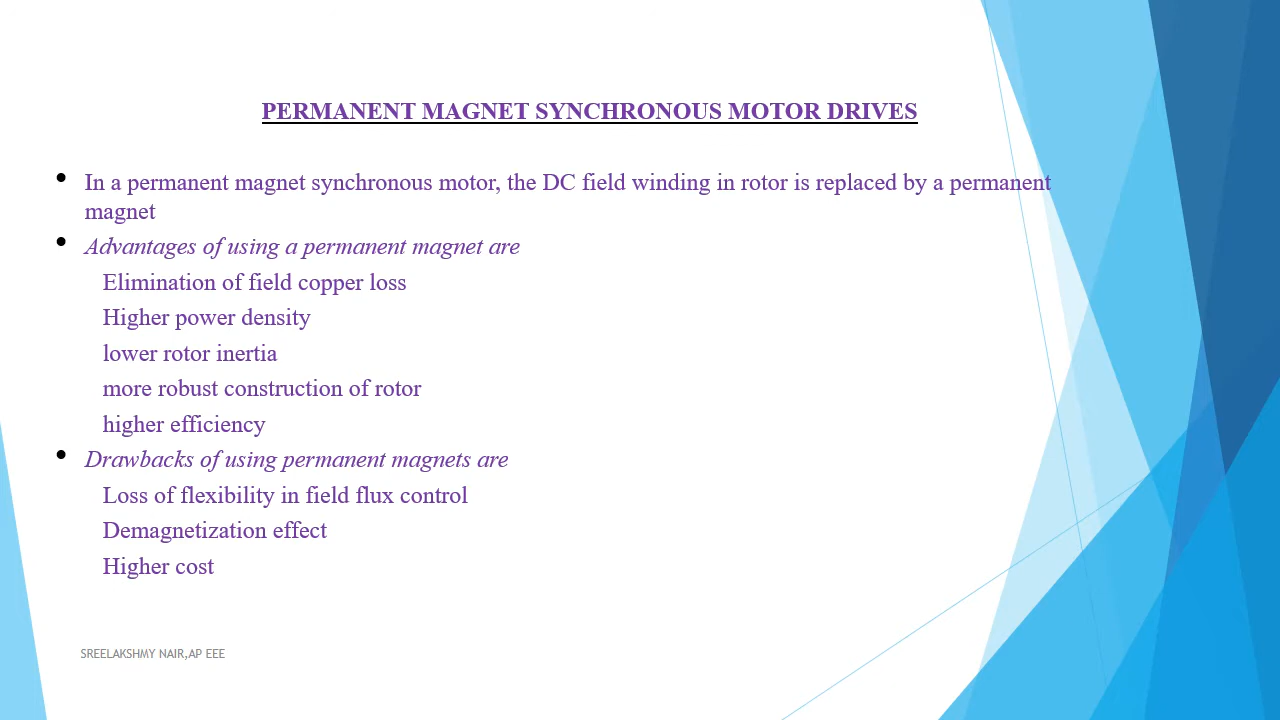 PERMANENT MAGNET SYNCHRONOUS MOTOR DRIVES
• In a permanent magnet synchronous motor, the DC field winding in rotor is replaced by a permanent
magnet
• Advantages of using a permanent magnet are
Elimination of field copper loss
Higher power density
lower rotor inertia
more robust construction of rotor
higher efficiency
• Drawbacks of using permanent magnets are
Loss of flexibility in field flux control
Demagnetization effect
Higher cost
SREELAKSHMY NAIR,AP EEE